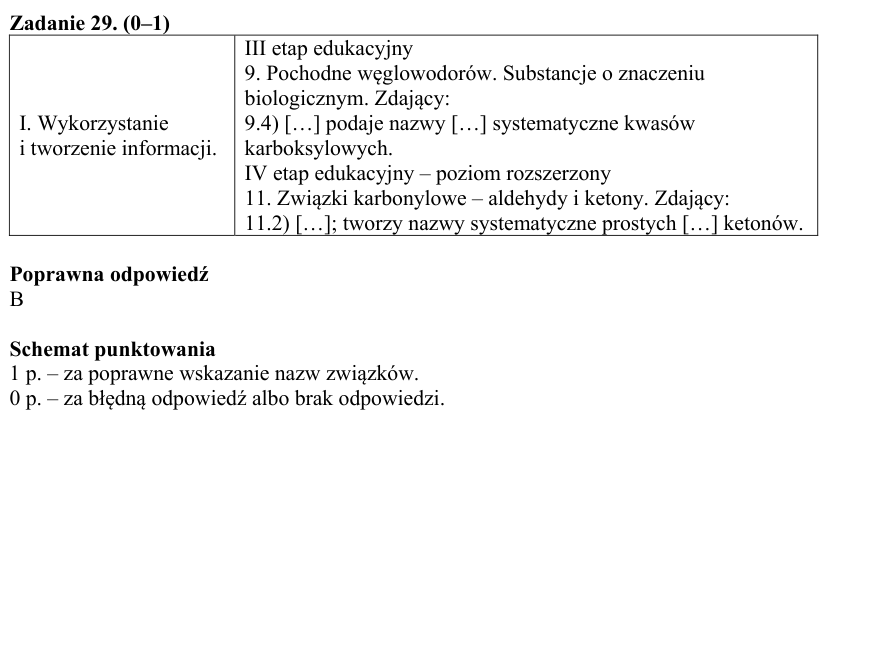 Zadanie 29. (0–1)
I. Wykorzystanie
i tworzenie informacji.
III etap edukacyjny
9. Pochodne węglowodorów. Substancje o znaczeniu
biologicznym. Zdający:
9.4) […] podaje nazwy […] systematyczne kwasów
karboksylowych.
IV etap edukacyjny – poziom rozszerzony
11. Związki karbonylowe – aldehydy i ketony. Zdający:
11.2) […]; tworzy nazwy systematyczne prostych […] ketonów.
Poprawna odpowiedź
B
Schemat punktowania
1 p. – za poprawne wskazanie nazw związków.
0 p. – za błędną odpowiedź albo brak odpowiedzi.